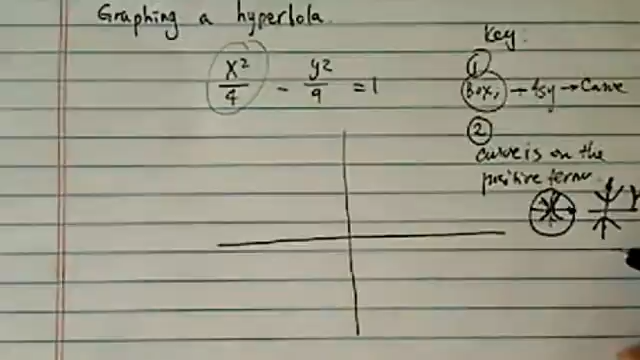 Graphing a hyperbola
x²/4 - y²/9 = 1
Key:
①
Box, → Asy → Curve
②
Curve is on the
positive term.